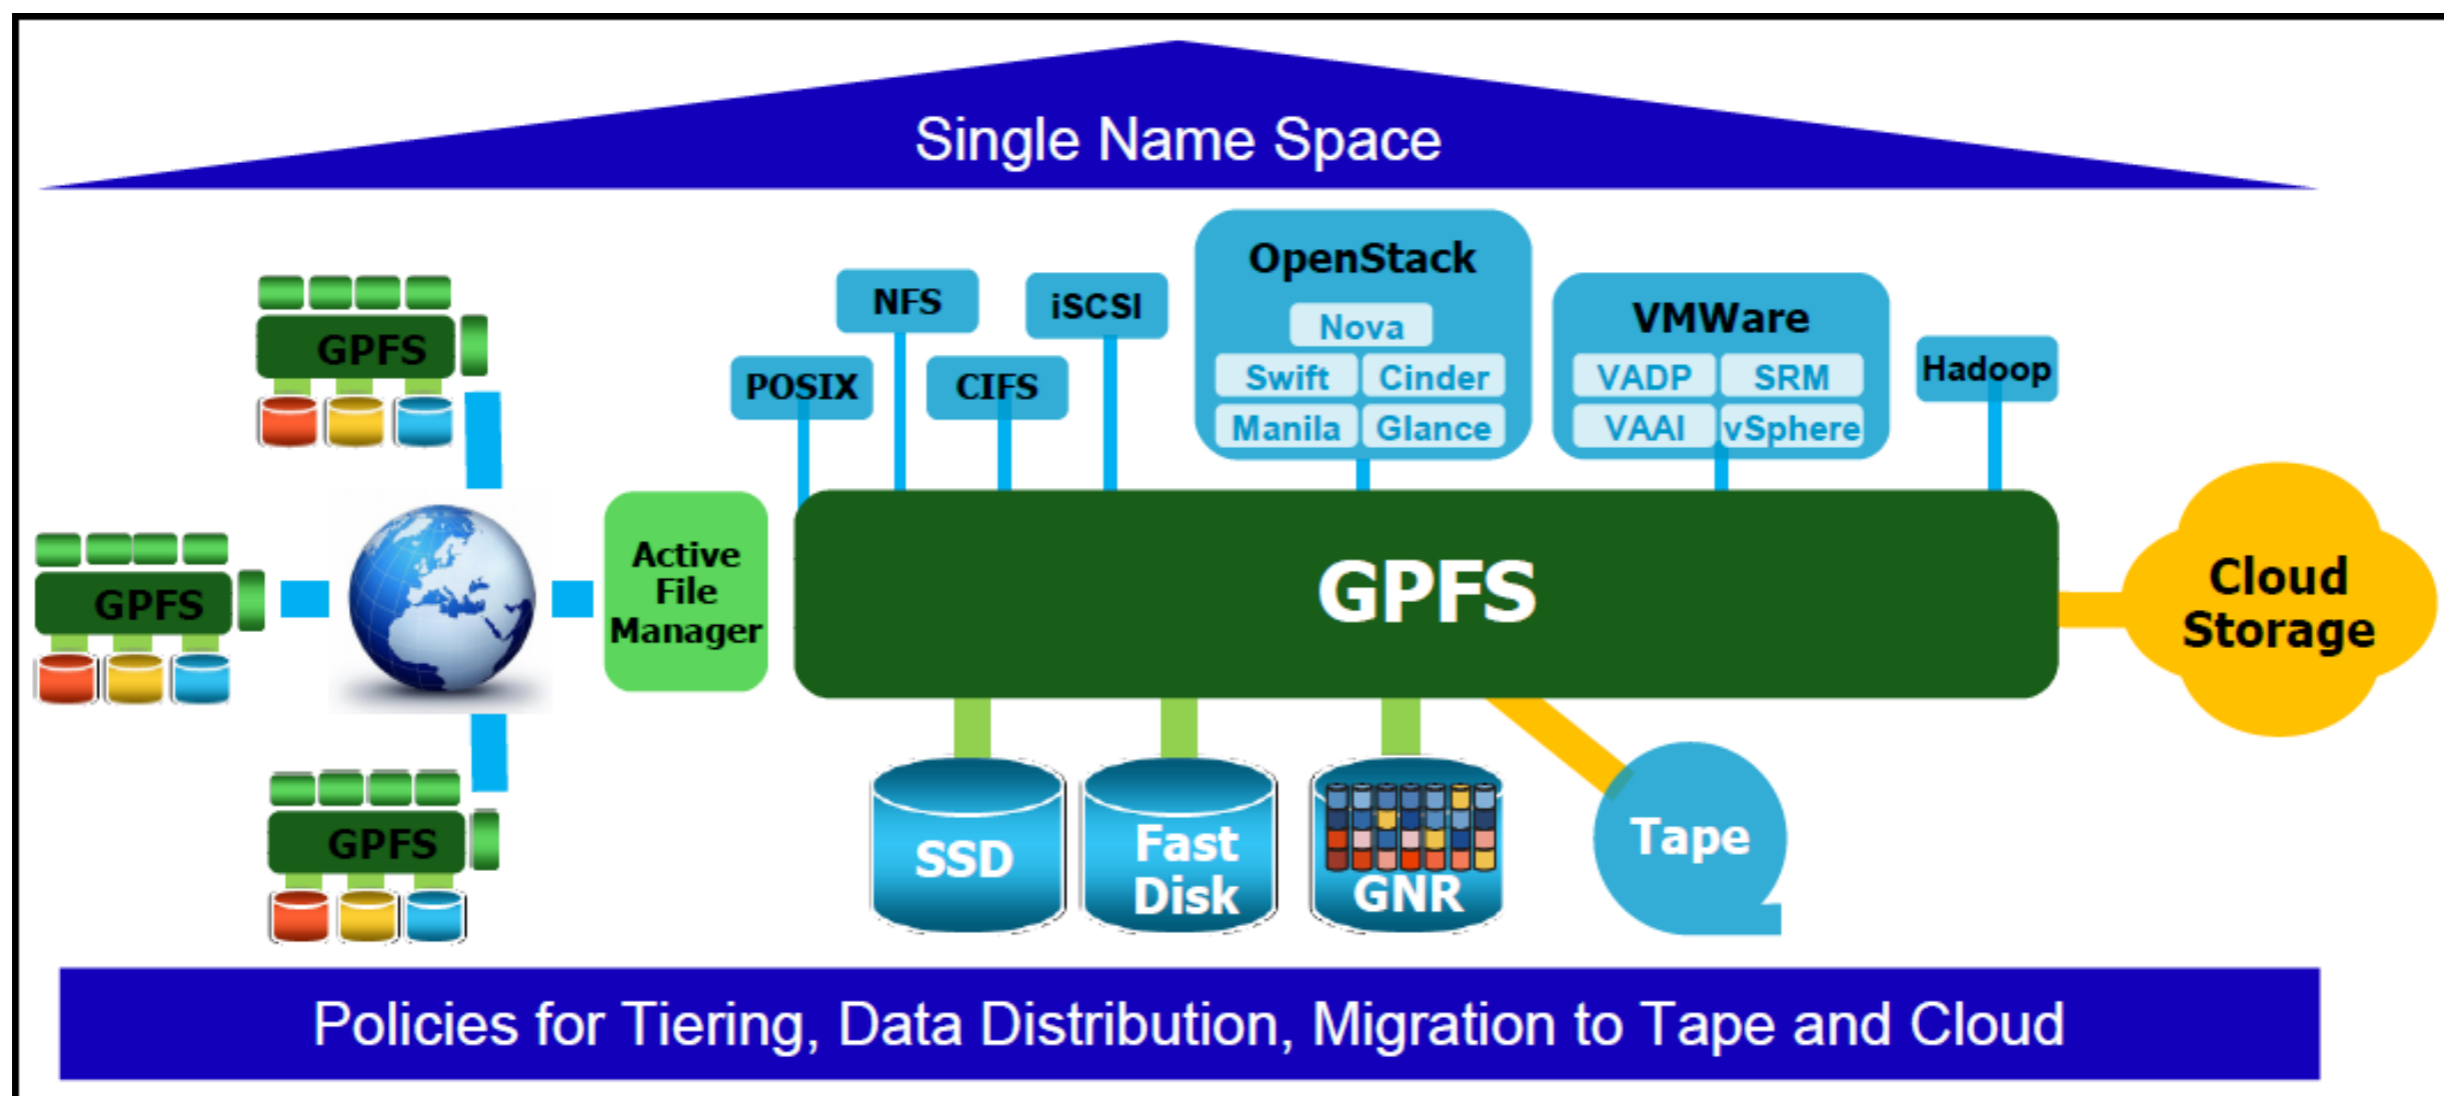 Single Name Space
OpenStack
NFS
iSCSI
Nova
VMWare
GPFS
POSIX
CIFS
Swift
Cinder
VADP
SRM
Hadoop
Manila
Glance
VAAI
vSphere
GPFS
Active
File
Manager
GPFS
Cloud
Storage
GPFS
SSD
Fast
Disk
GNR
Tape
Policies for Tiering, Data Distribution, Migration to Tape and Cloud